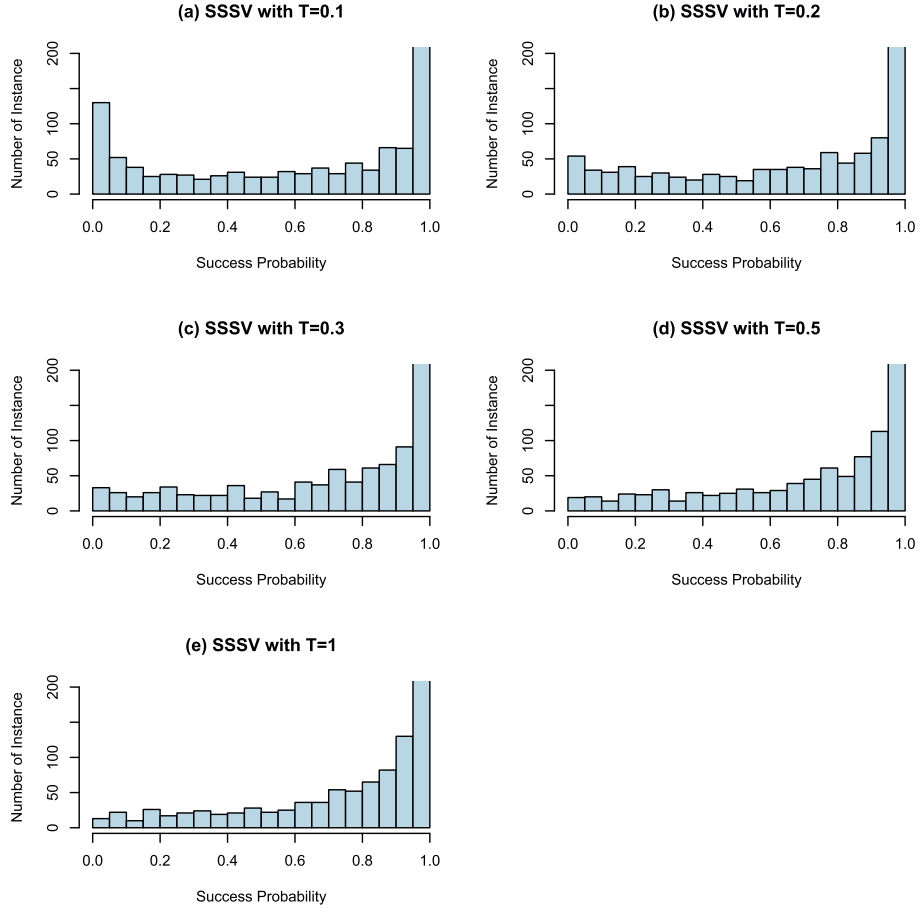 (a) SSSV with T=0.1
Number of Instance
0 50 100 200
0.0 0.2 0.4 0.6 0.8 1.0
Success Probability
(b) SSSV with T=0.2
Number of Instance
0 50 100 200
0.0 0.2 0.4 0.6 0.8 1.0
Success Probability
(c) SSSV with T=0.3
Number of Instance
0 50 100 200
0.0 0.2 0.4 0.6 0.8 1.0
Success Probability
(d) SSSV with T=0.5
Number of Instance
0 50 100 200
0.0 0.2 0.4 0.6 0.8 1.0
Success Probability
(e) SSSV with T=1
Number of Instance
0 50 100 200
0.0 0.2 0.4 0.6 0.8 1.0
Success Probability